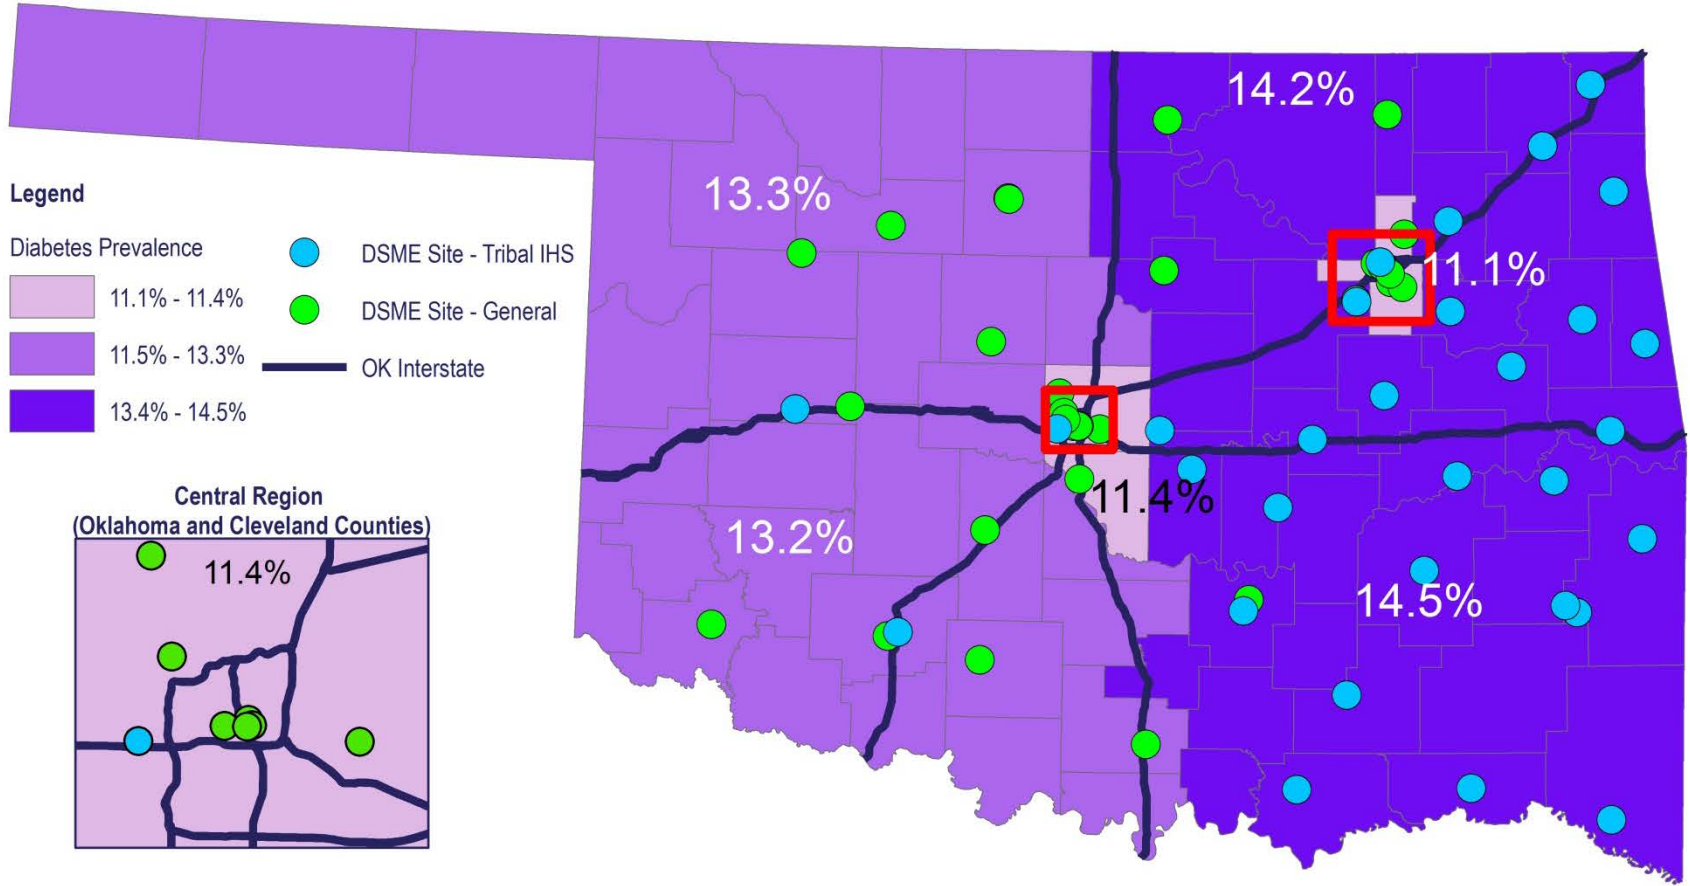 14.2%
13.3%
Legend
Diabetes Prevalence
DSME Site - Tribal IHS
11.1%
11.1% - 11.4%
DSME Site - General
11.5% - 13.3%
OK Interstate
13.4% - 14.5%
Central Region
(Oklahoma and Cleveland Counties)
11.4%
13.2%
11.4%
14.5%